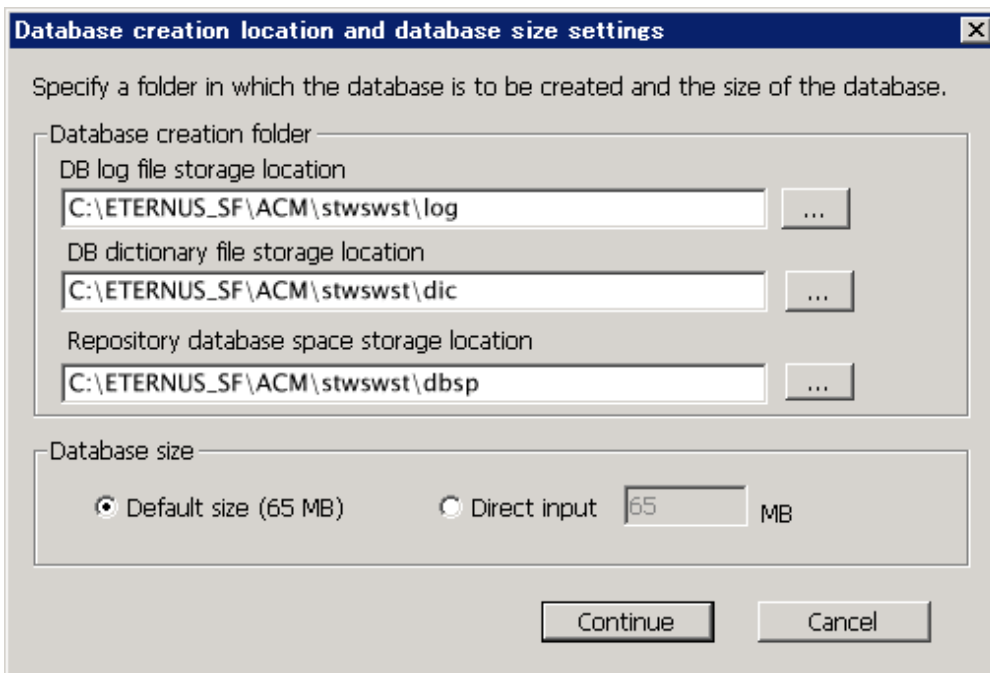 Database creation location and database size settings
Specify a folder in which the database is to be created and the size of the database.
Database creation folder
DB log file storage location
C:\ETERNUS_SF\ACM\stwswst\log
...
DB dictionary file storage location
C:\ETERNUS_SF\ACM\stwswst\dic
...
Repository database space storage location
C:\ETERNUS_SF\ACM\stwswst\dbsp
...
Database size
Default size (65 MB) Direct input 65 MB
Continue Cancel